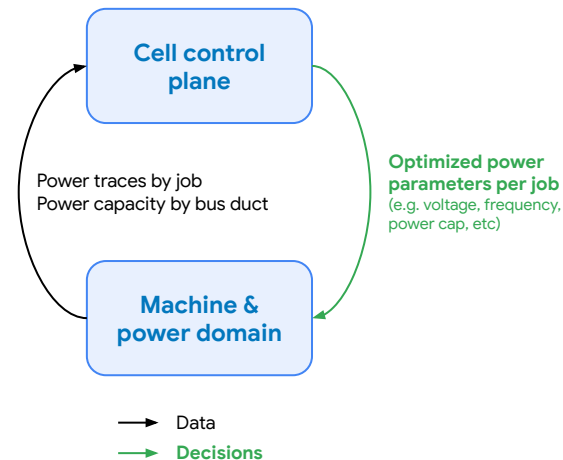 Cell control
plane
Power traces by job
Power capacity by bus duct
Optimized power
parameters per job
(e.g. voltage, frequency,
power cap, etc)
Machine &
power domain
Data
Decisions